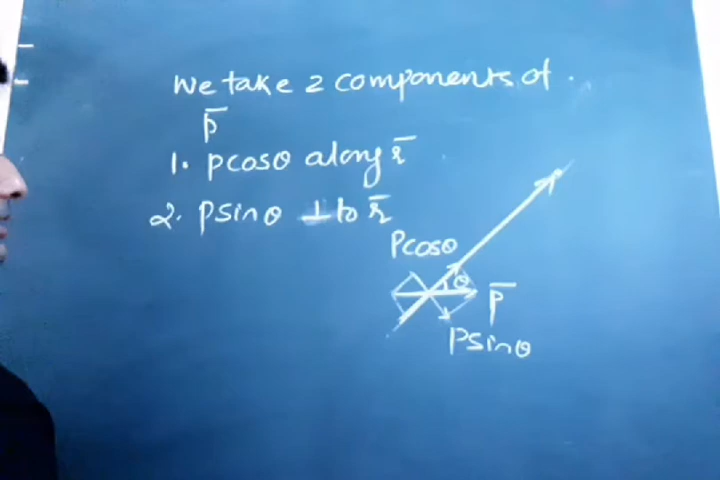 We take 2 components of .
p̅
1. pcosθ along r̅
2. psinθ ⊥ to r̅
Pcosθ
θ
p̅
Psinθ